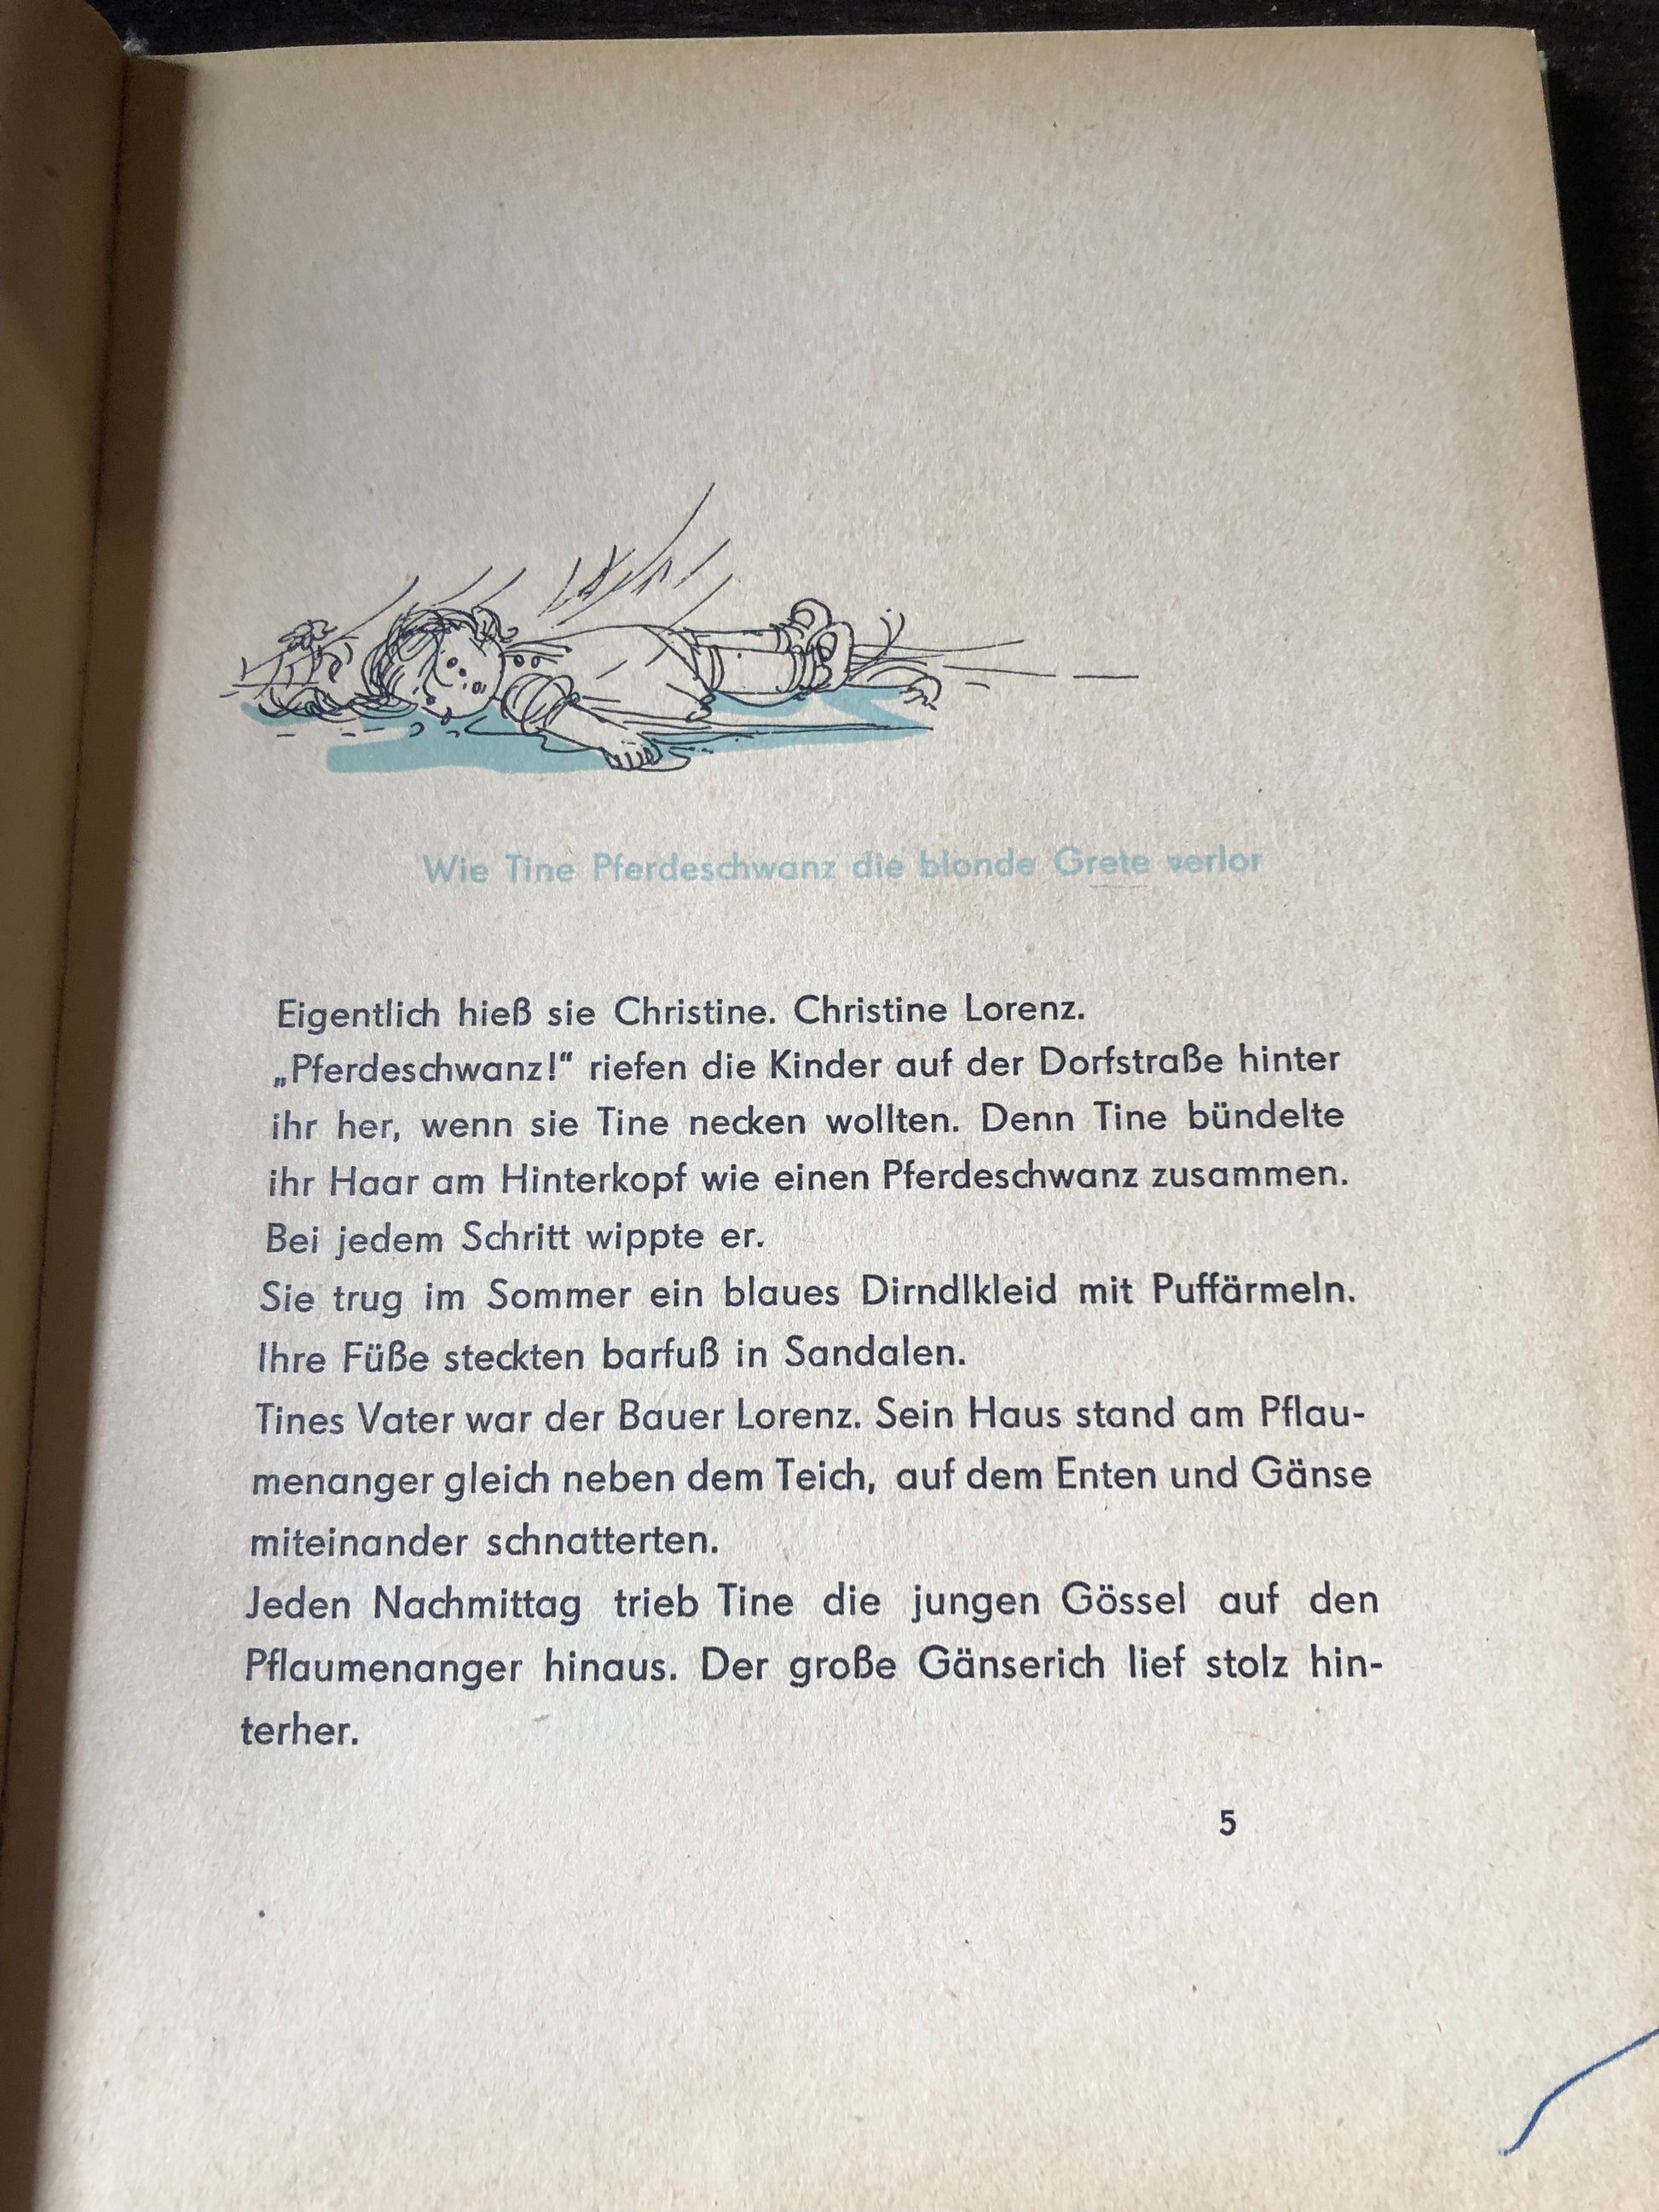 Wie Tine Pferdeschwanz die blonde Grete verlor
Eigentlich hieß sie Christine. Christine Lorenz.
„Pferdeschwanz!“ riefen die Kinder auf der Dorfstraße hinter
ihr her, wenn sie Tine necken wollten. Denn Tine bündelte
ihr Haar am Hinterkopf wie einen Pferdeschwanz zusammen.
Bei jedem Schritt wippte er.
Sie trug im Sommer ein blaues Dirndlkleid mit Puffärmeln.
Ihre Füße steckten barfuß in Sandalen.
Tines Vater war der Bauer Lorenz. Sein Haus stand am Pflau-
menanger gleich neben dem Teich, auf dem Enten und Gänse
miteinander schnatterten.
Jeden Nachmittag trieb Tine die jungen Gössel auf den
Pflaumenanger hinaus. Der große Gänserich lief stolz hin-
terher.
5